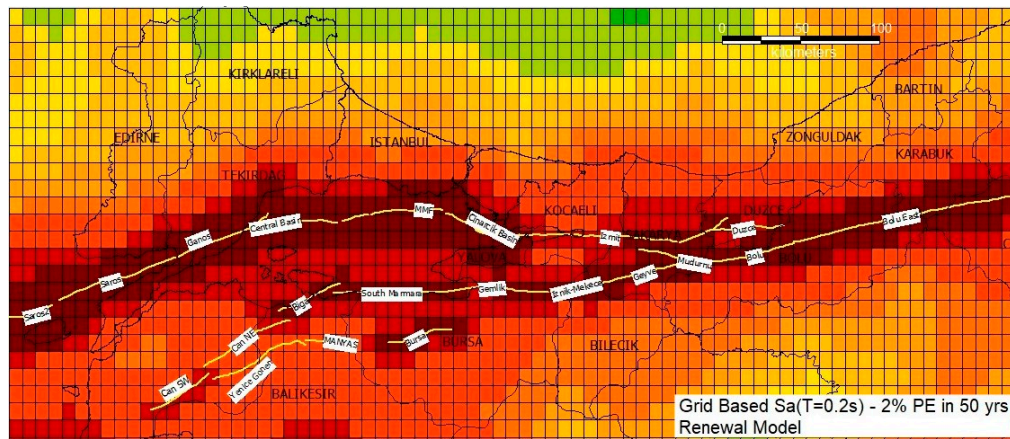 0 50 100
kilometers
KIRKLARELI
BARTIN
EDIRNE
ISTANBUL
ZONGULDAK
KARABUK
TEKIRDAG
KOCAELI
DUZCE
MMF
Central Basin
Cinarcik Basin
Bolu East
Ganos
Izmit
Duzce
Mudurnu
Bolu
Saros
Geyve
Iznik-Mekece
Gemlik
South Marmara
Biga
Saros2
Can NE
MANYAS
Bursa
BURSA
BILECIK
Can SW
Yenice Gonen
BALIKESIR
Grid Based Sa(T=0.2s) - 2% PE in 50 yrs
Renewal Model